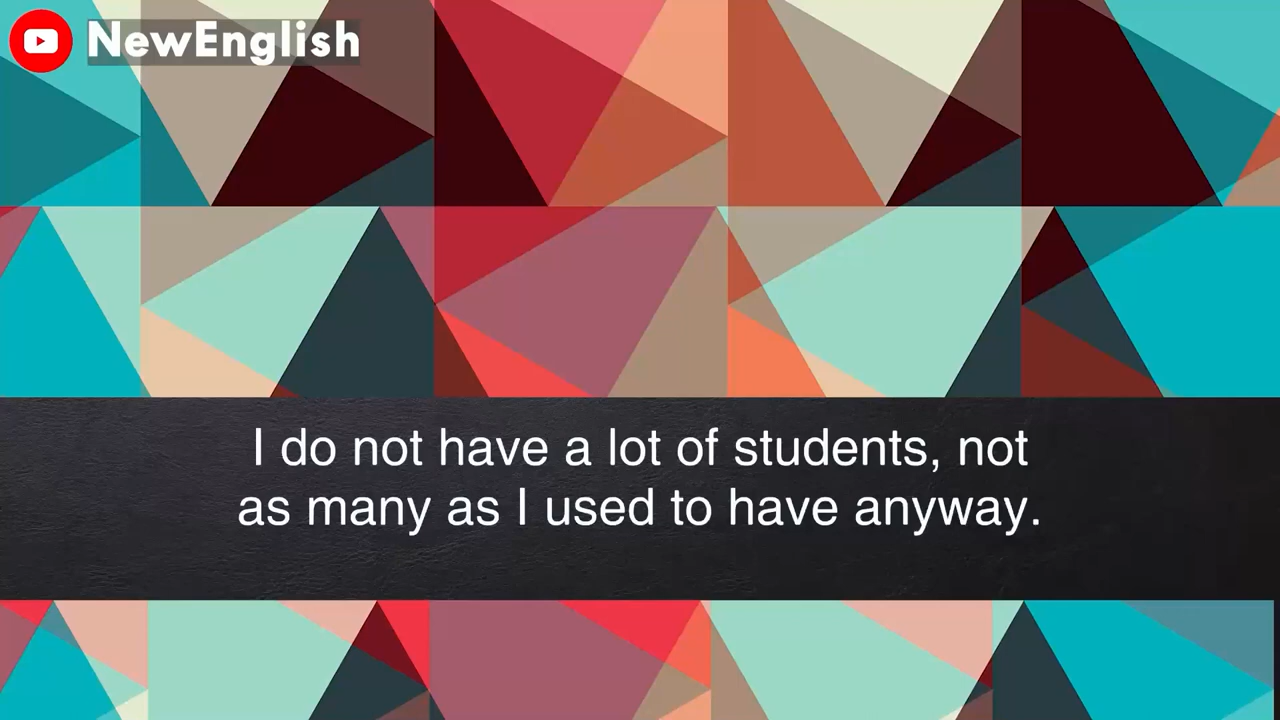 NewEnglish
I do not have a lot of students, not
as many as I used to have anyway.